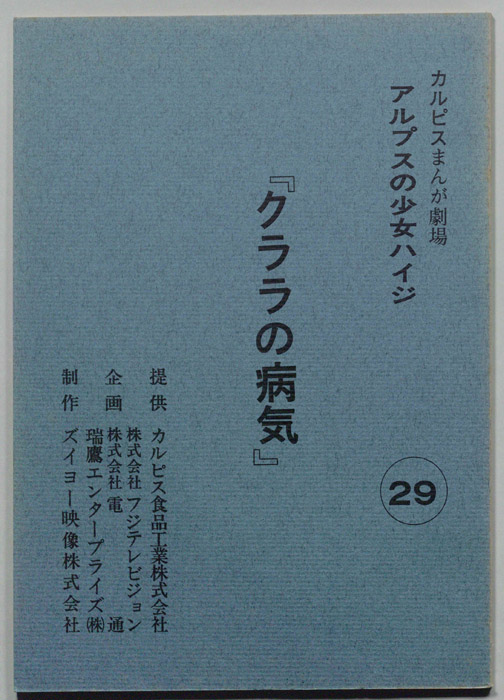 カルピスまんが劇場
アルプスの少女ハイジ
29
『クララの病気』
提供 カルピス食品工業株式会社
株式会社 フジテレビジョン
企画 株式会社 電通
瑞鷹エンタープライズ(株)
制作 ズイヨー映像株式会社